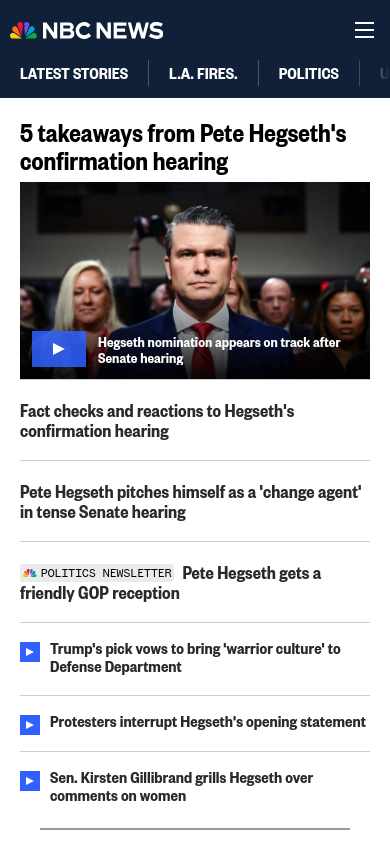 NBC NEWS
LATEST STORIES
L.A. FIRES.
POLITICS
5 takeaways from Pete Hegseth's
confirmation hearing
Hegseth nomination appears on track after
Senate hearing
Fact checks and reactions to Hegseth's
confirmation hearing
Pete Hegseth pitches himself as a 'change agent'
in tense Senate hearing
POLITICS NEWSLETTER Pete Hegseth gets a
friendly GOP reception
Trump's pick vows to bring 'warrior culture' to
Defense Department
Protesters interrupt Hegseth's opening statement
Sen. Kirsten Gillibrand grills Hegseth over
comments on women